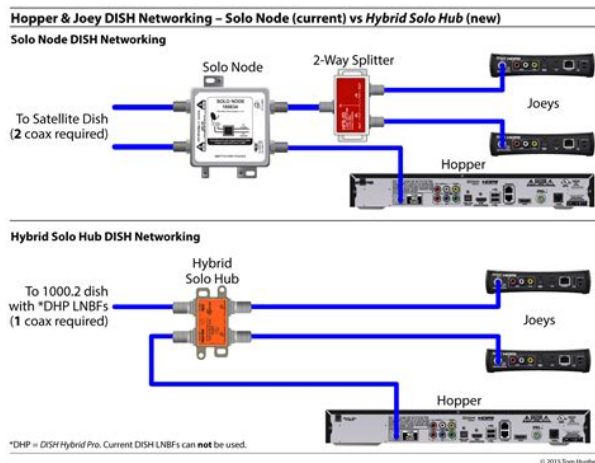 Hopper & Joey DISH Networking – Solo Node (current) vs Hybrid Solo Hub (new)
Solo Node DISH Networking
Solo Node
2-Way Splitter
SOLO NODE
To Satellite Dish
(2 coax required)
Joeys
Hopper
Hybrid Solo Hub DISH Networking
Hybrid
Solo Hub
To 1000.2 dish
with *DHP LNBFs
(1 coax required)
Joeys
Hopper
*DHP = DISH Hybrid Pro. Current DISH LNBFs can not be used.
© 2015 Tom Hughes